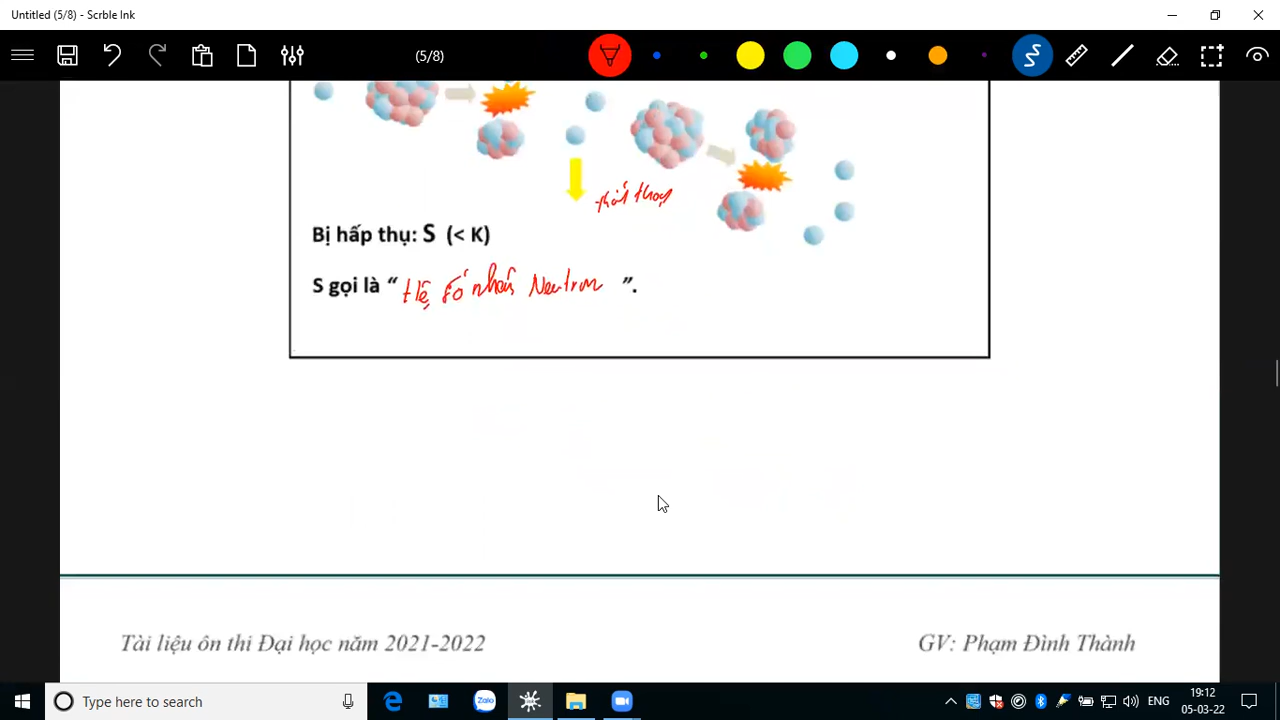 Untitled (5/8) - Scrble Ink
(5/8)
thất thoát
Bị hấp thụ: S (< K)
S gọi là “ Hệ số nhân Neutron ”.
Tài liệu ôn thi Đại học năm 2021-2022
GV: Phạm Đình Thành
Type here to search
Zalo
ENG
19:12
05-03-22